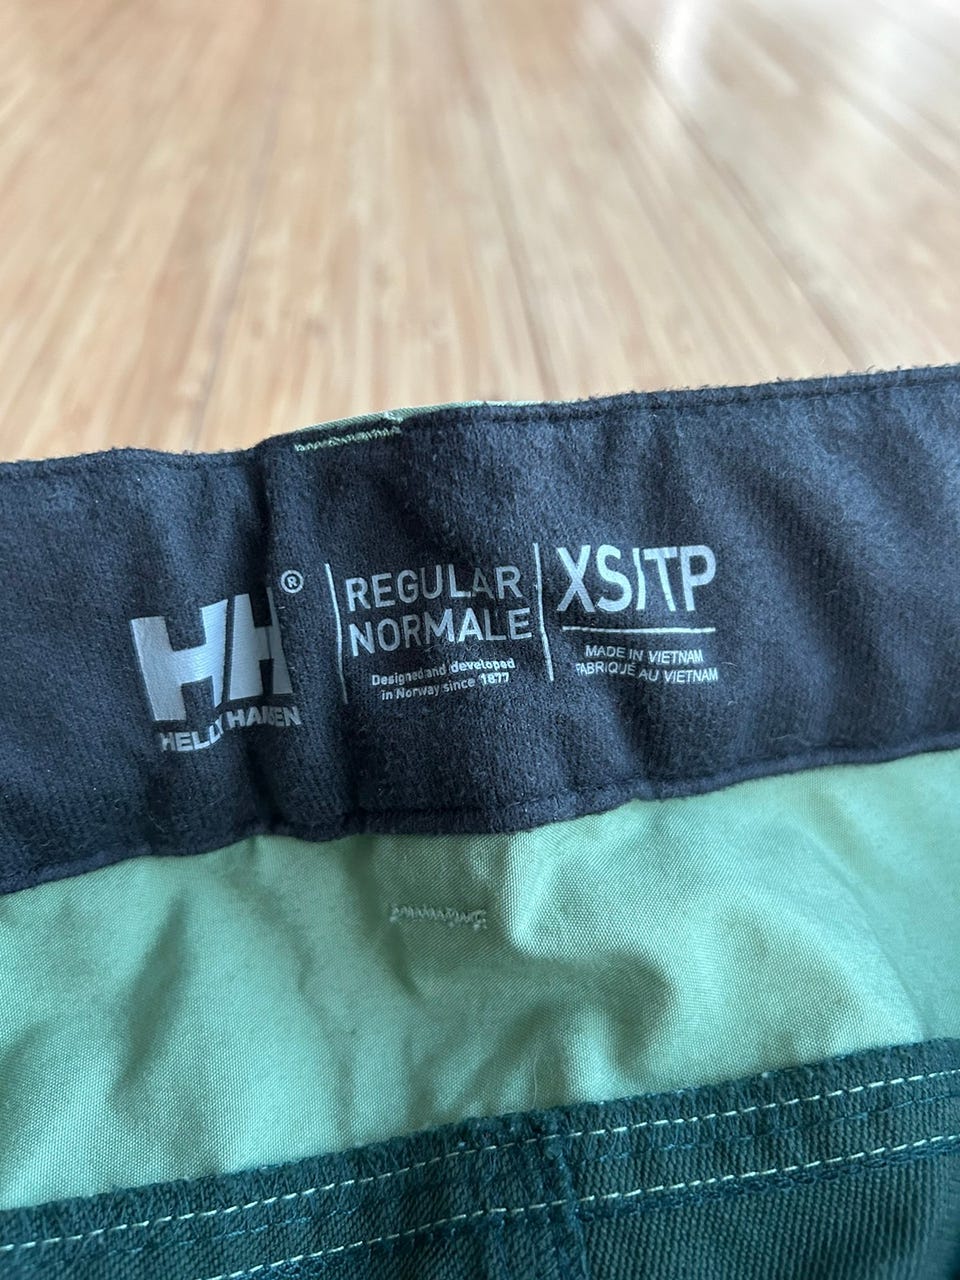 HH®
HELLY HANSEN
REGULAR
NORMALE
Designed and developed
in Norway since 1877
XS/TP
MADE IN VIETNAM
FABRIQUÉ AU VIETNAM